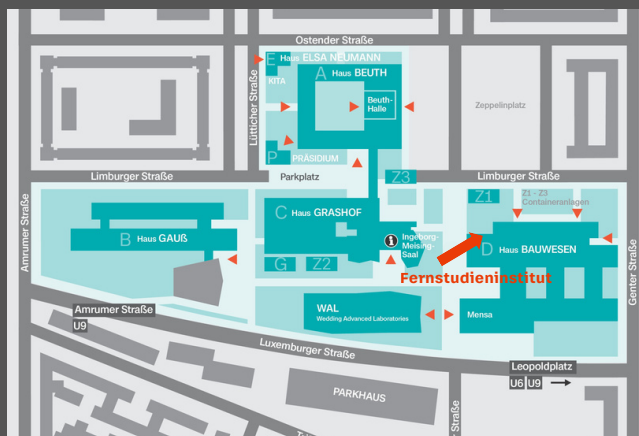 Ostender Straße
E Haus ELSA NEUMANN
KITA
A Haus BEUTH
Beuth-
Halle
Lütticher Straße
Zeppelinplatz
P PRÄSIDIUM
Limburger Straße
Parkplatz
Z3
Limburger Straße
Z1
Z1 - Z3
Containeranlagen
Amrumer Straße
B Haus GAUß
C Haus GRASHOF
i
Ingeborg-
Meising-
Saal
D Haus BAUWESEN
Genter Straße
G
Z2
Fernstudieninstitut
WAL
Wedding Advanced Laboratories
Mensa
Amrumer Straße
U9
Luxemburger Straße
Leopoldplatz
U6 U9
PARKHAUS
Straße